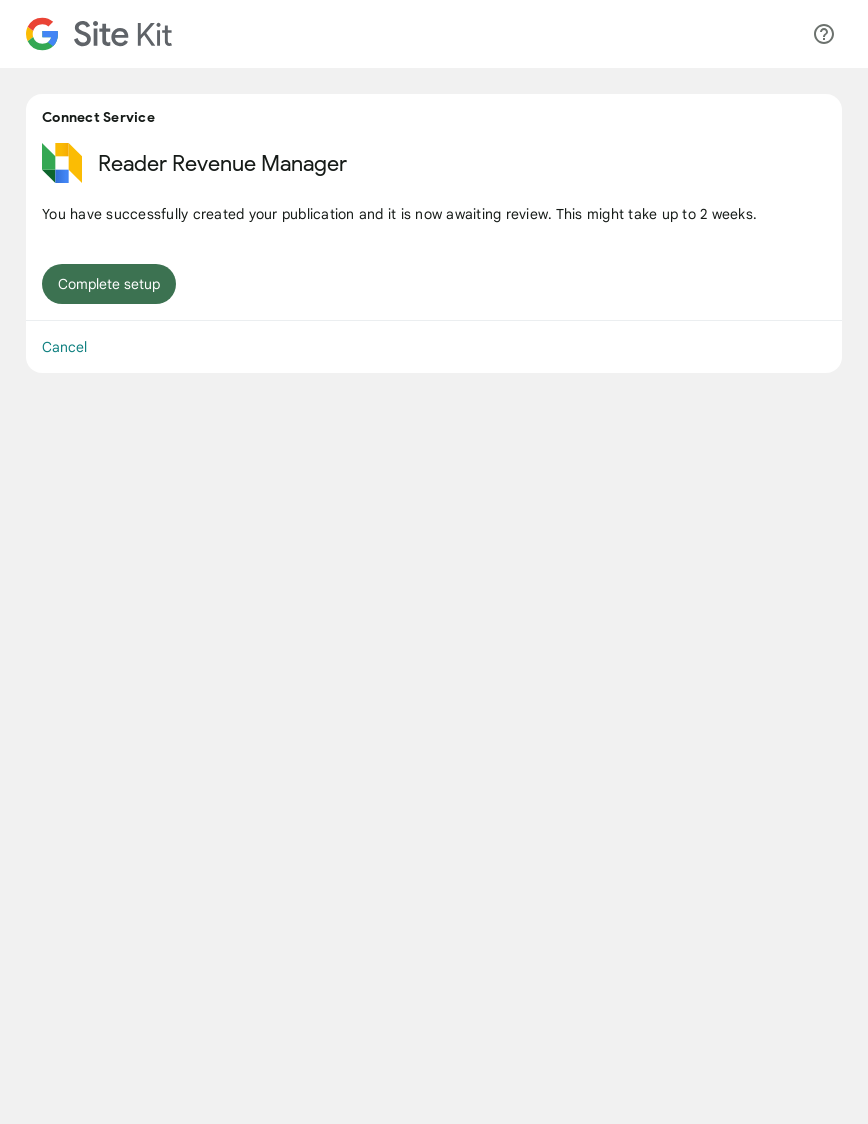 Site Kit
Connect Service
Reader Revenue Manager
You have successfully created your publication and it is now awaiting review. This might take up to 2 weeks.
Complete setup
Cancel